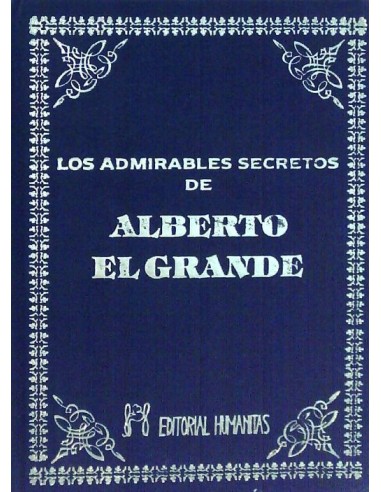 LOS ADMIRABLES SECRETOS
DE
ALBERTO
EL GRANDE
EDITORIAL HUMANITAS